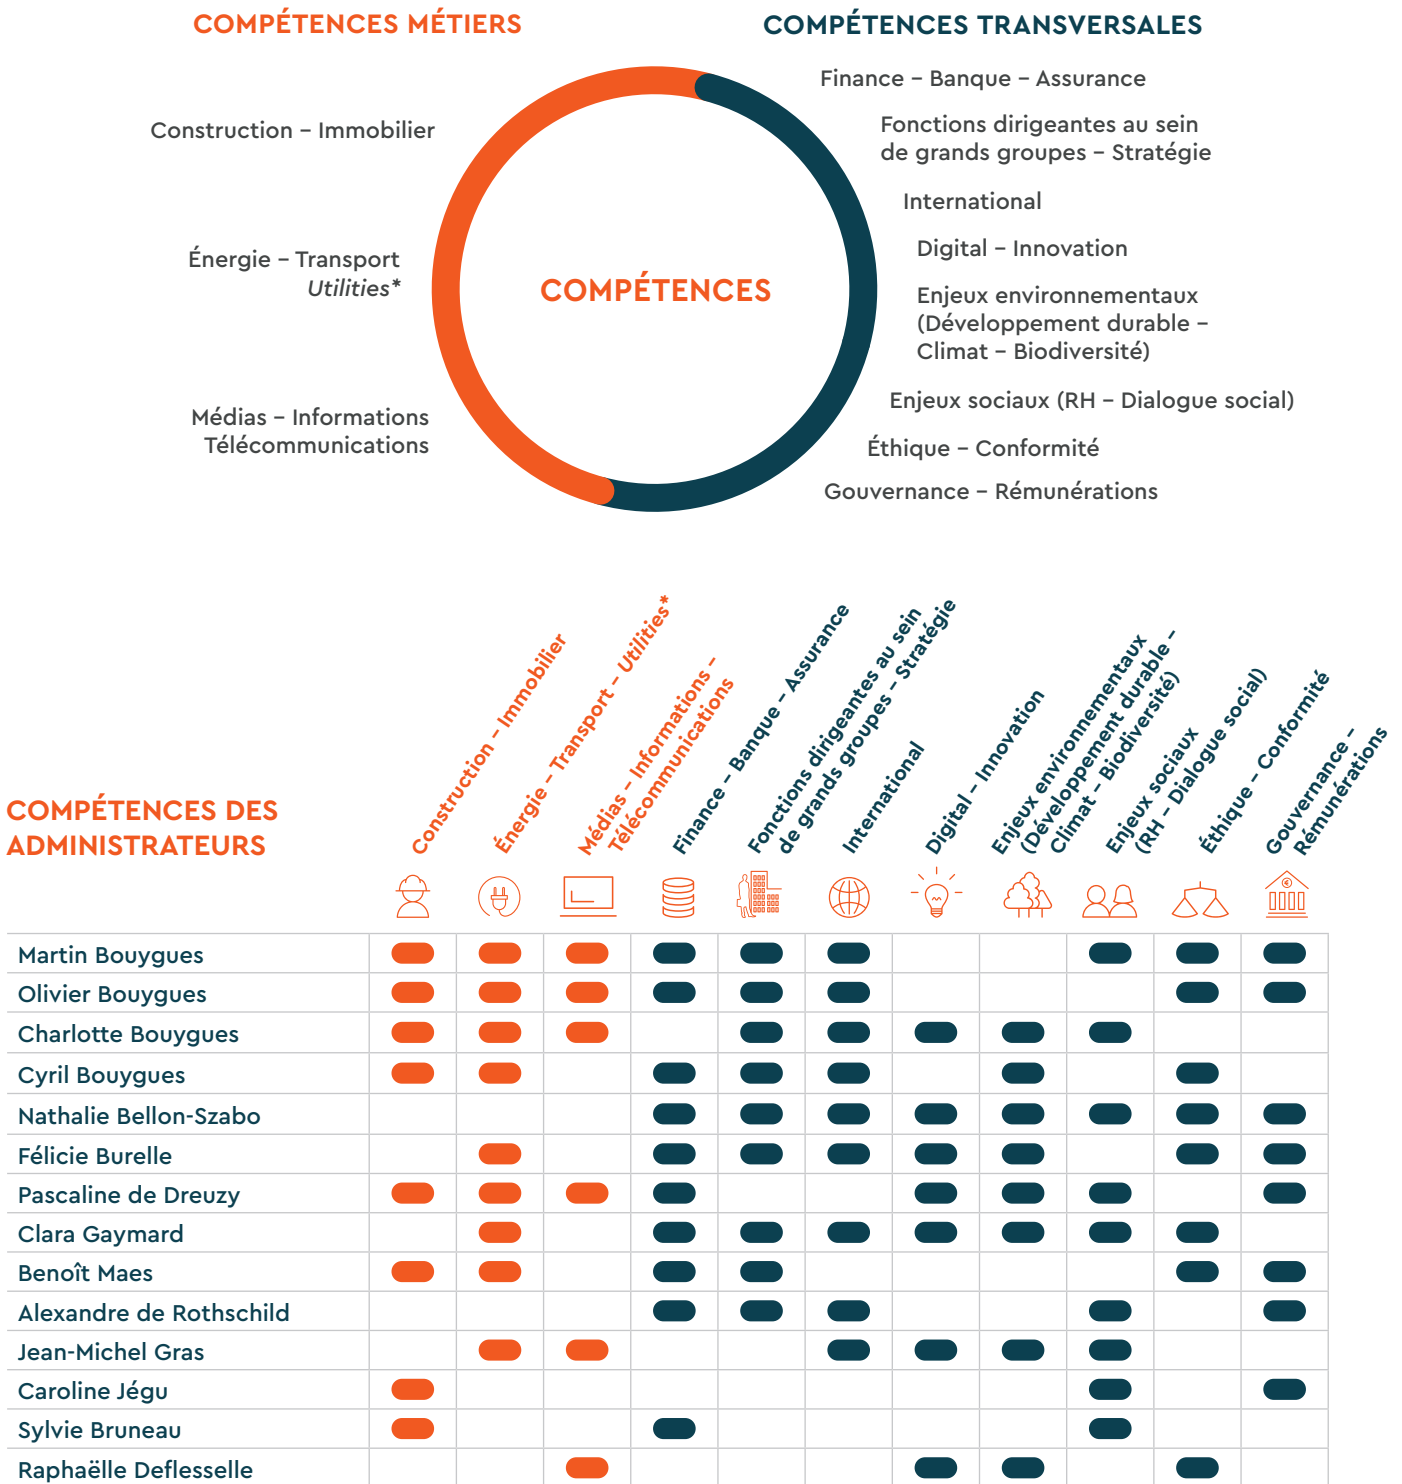 COMPÉTENCES MÉTIERS
COMPÉTENCES TRANSVERSALES
Construction – Immobilier
Énergie – Transport
Utilities*
Médias – Informations
Télécommunications
COMPÉTENCES
Finance – Banque – Assurance
Fonctions dirigeantes au sein
de grands groupes – Stratégie
International
Digital – Innovation
Enjeux environnementaux
(Développement durable –
Climat – Biodiversité)
Enjeux sociaux (RH – Dialogue social)
Éthique – Conformité
Gouvernance – Rémunérations
COMPÉTENCES DES
ADMINISTRATEURS
Construction – Immobilier
Énergie – Transport – Utilities*
Médias – Informations –
Télécommunications
Finance – Banque – Assurance
Fonctions dirigeantes au sein
de grands groupes – Stratégie
International
Digital – Innovation
Enjeux environnementaux
(Développement durable –
Climat – Biodiversité)
Enjeux sociaux
(RH – Dialogue social)
Éthique – Conformité
Gouvernance –
Rémunérations
Martin Bouygues
Olivier Bouygues
Charlotte Bouygues
Cyril Bouygues
Nathalie Bellon-Szabo
Félicie Burelle
Pascaline de Dreuzy
Clara Gaymard
Benoît Maes
Alexandre de Rothschild
Jean-Michel Gras
Caroline Jégu
Sylvie Bruneau
Raphaëlle Deflesselle